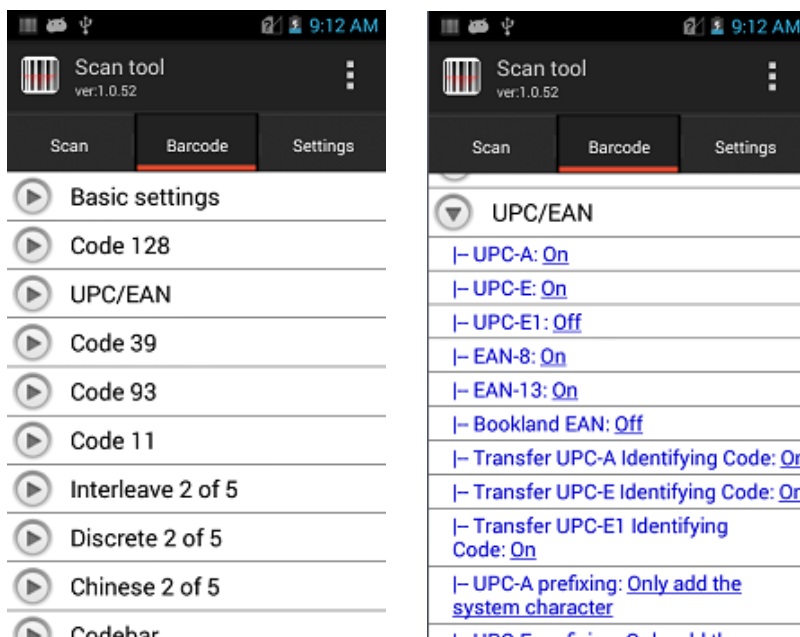 9:12 AM
Scan tool
ver:1.0.52
Scan
Barcode
Settings
Basic settings
Code 128
UPC/EAN
Code 39
Code 93
Code 11
Interleave 2 of 5
Discrete 2 of 5
Chinese 2 of 5
Codebar
9:12 AM
Scan tool
ver:1.0.52
Scan
Barcode
Settings
UPC/EAN
|-- UPC-A: On
|-- UPC-E: On
|-- UPC-E1: Off
|-- EAN-8: On
|-- EAN-13: On
|-- Bookland EAN: Off
|-- Transfer UPC-A Identifying Code: On
|-- Transfer UPC-E Identifying Code: On
|-- Transfer UPC-E1 Identifying
Code: On
|-- UPC-A prefixing: Only add the
system character